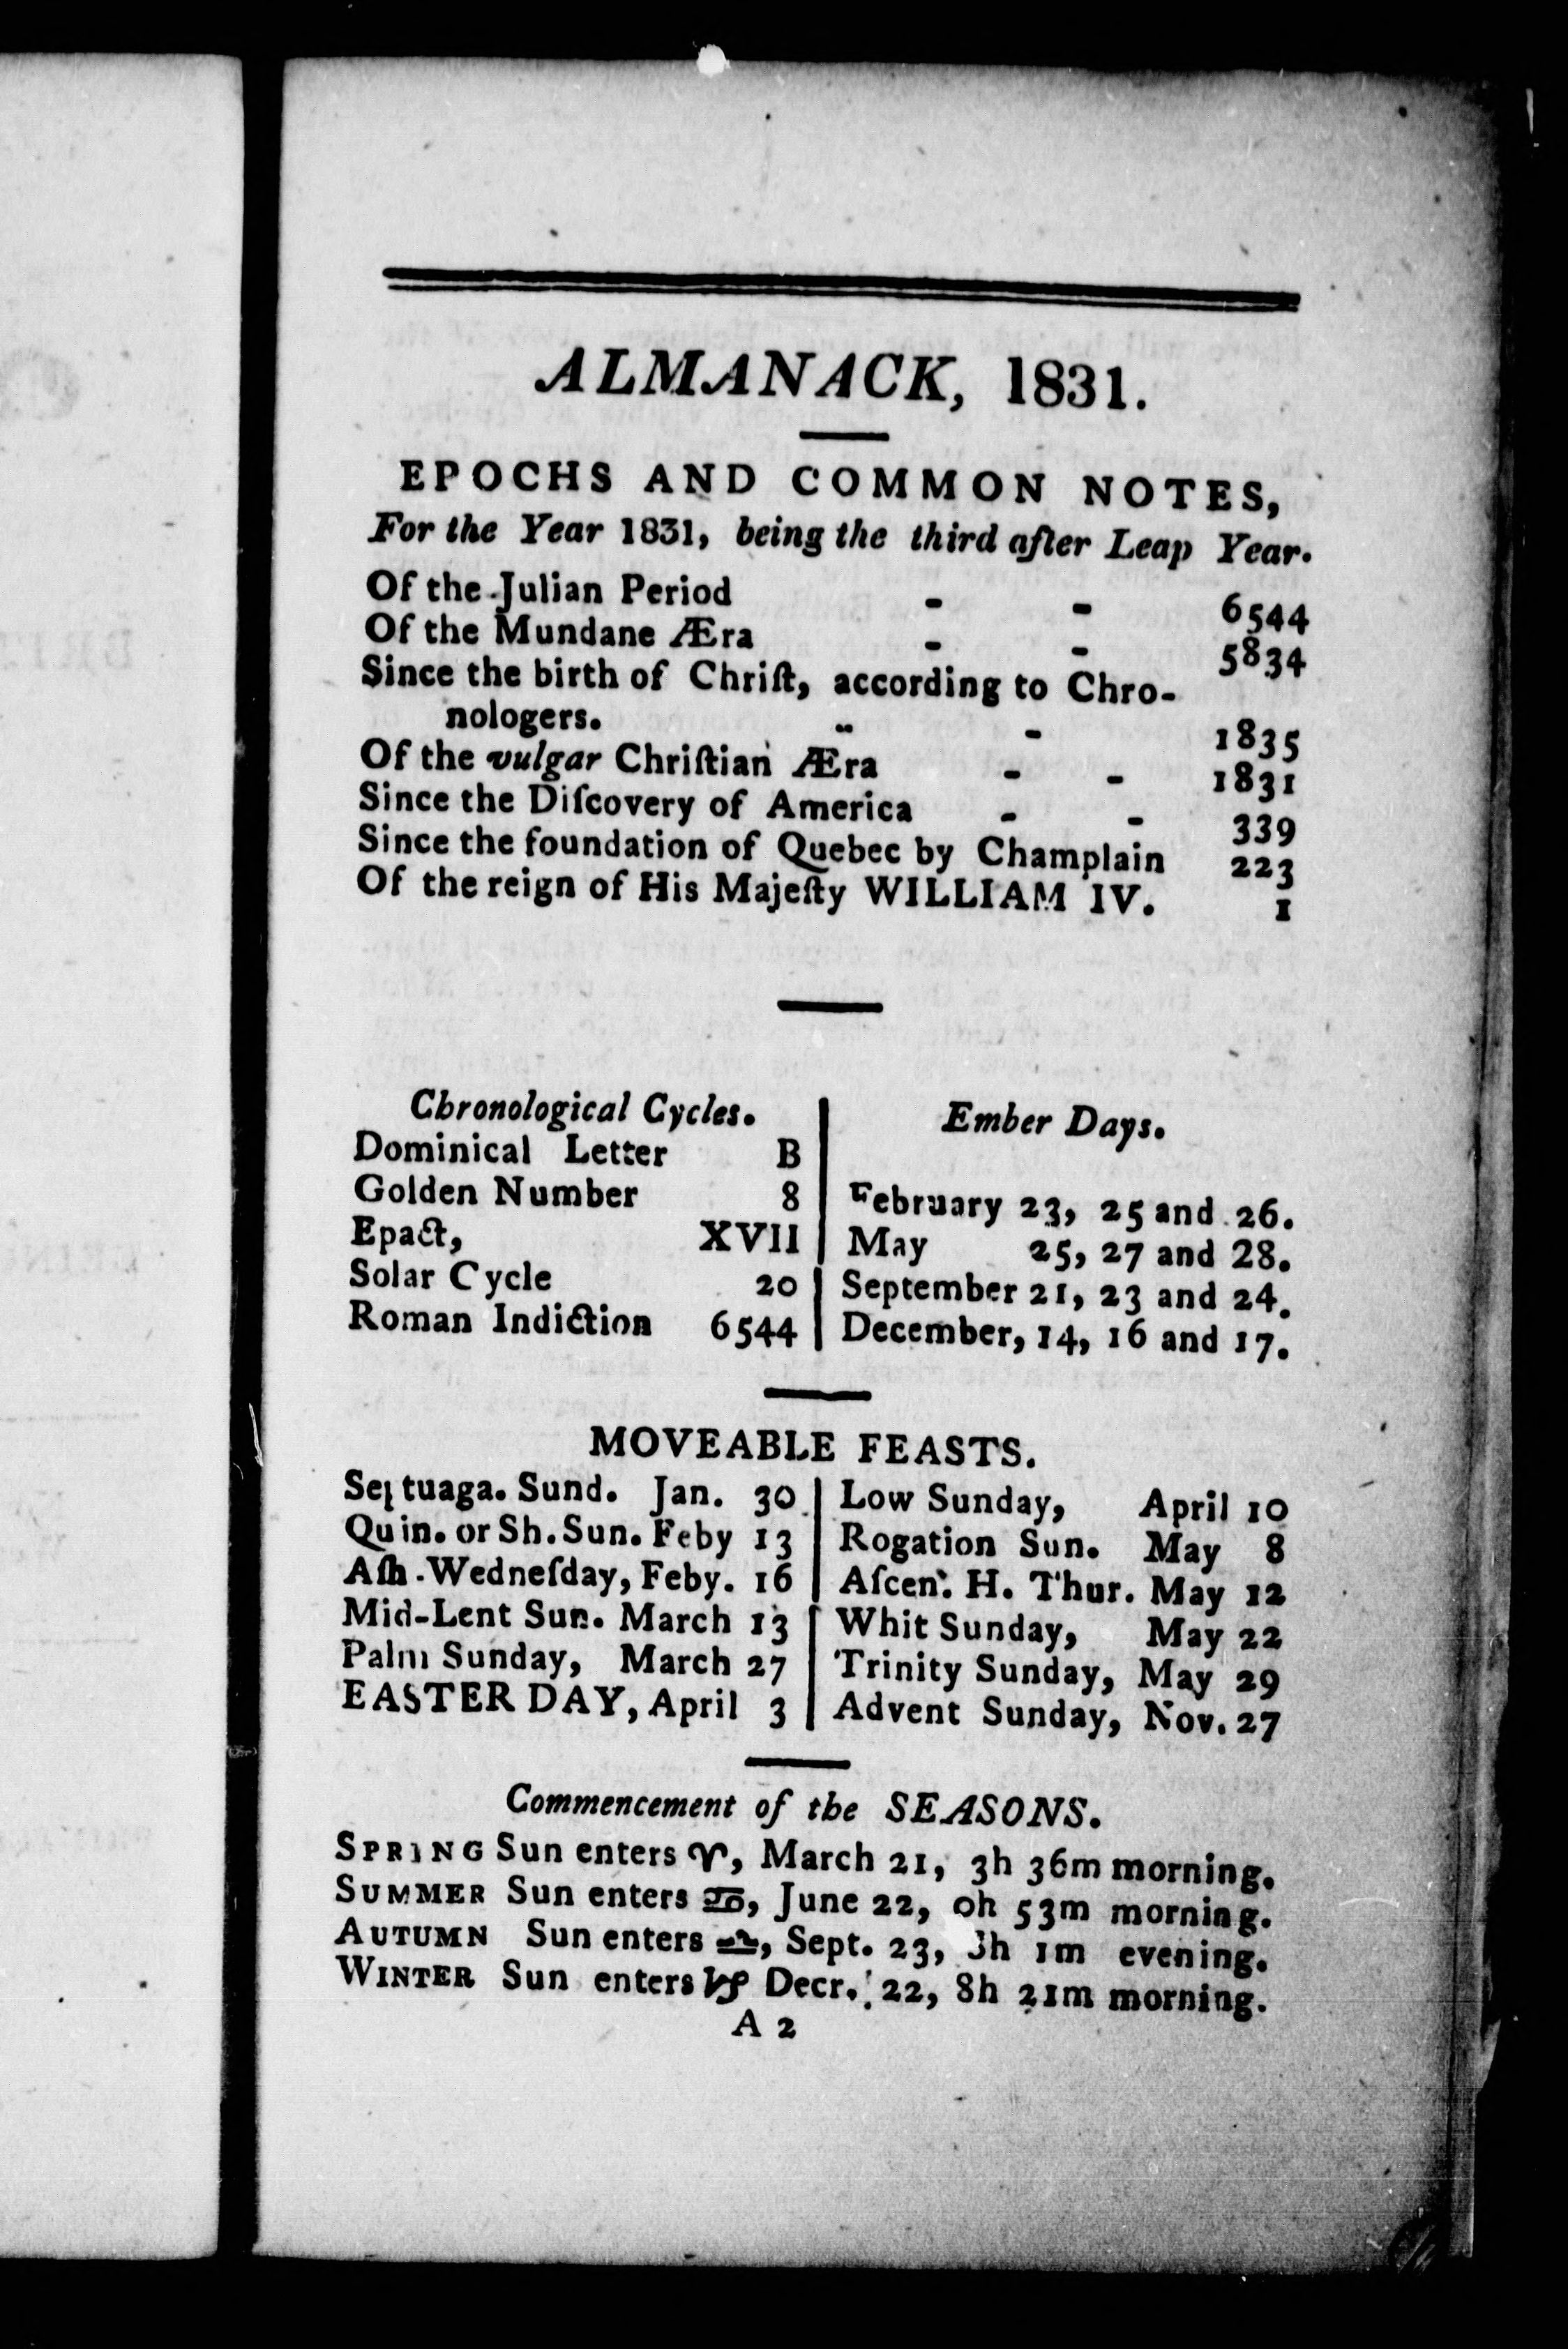 ALMANACK, 1831.
EPOCHS AND COMMON NOTES,
For the Year 1831, being the third after Leap Year.
Of the Julian Period - - 6544
Of the Mundane Æra - - 5834
Since the birth of Chriſt, according to Chro-
nologers. - - 1835
Of the vulgar Chriſtian Æra - - 1831
Since the Diſcovery of America - - 339
Since the foundation of Quebec by Champlain 223
Of the reign of His Majeſty WILLIAM IV. 1
Chronological Cycles.
Dominical Letter B
Golden Number 8
Epact, XVII
Solar Cycle 20
Roman Indiction 6544
Ember Days.
February 23, 25 and 26.
May 25, 27 and 28.
September 21, 23 and 24.
December, 14, 16 and 17.
MOVEABLE FEASTS.
Septuaga. Sund. Jan. 30
Quin. or Sh. Sun. Feby 13
Aſh-Wedneſday, Feby. 16
Mid-Lent Sun. March 13
Palm Sunday, March 27
EASTER DAY, April 3
Low Sunday, April 10
Rogation Sun. May 8
Aſcen. H. Thur. May 12
Whit Sunday, May 22
Trinity Sunday, May 29
Advent Sunday, Nov. 27
Commencement of the SEASONS.
SPRING Sun enters ♈, March 21, 3h 36m morning.
SUMMER Sun enters ♋, June 22, 0h 53m morning.
AUTUMN Sun enters ♎, Sept. 23, 1m evening.
WINTER Sun enters ♑ Decr. 22, 8h 21m morning.
A 2